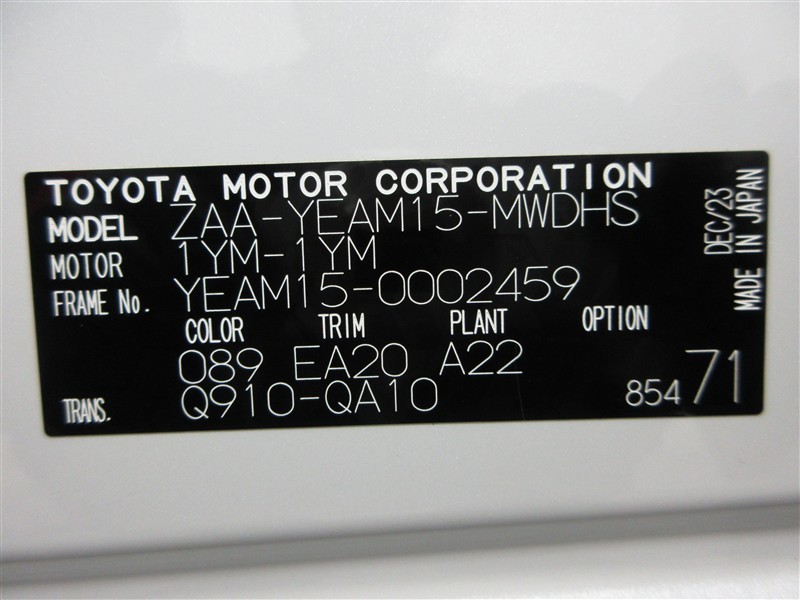 TOYOTA MOTOR CORPORATION
MODEL ZAA-YEAM15-MWDHS
MOTOR 1YM-1YM
FRAME No. YEAM15-0002459
COLOR TRIM PLANT OPTION
089 EA20 A22
TRANS. Q910-QA10
854 71
DEC/23
MADE IN JAPAN